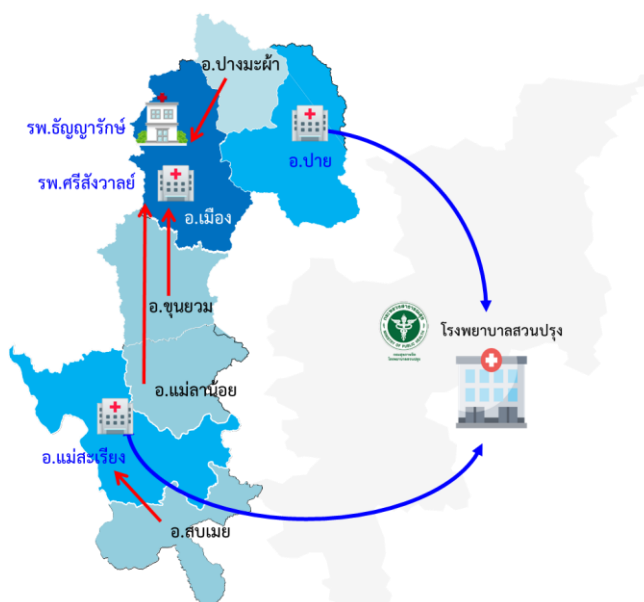 อ.ปางมะผ้า
รพ.ธัญญารักษ์
อ.ปาย
รพ.ศรีสังวาลย์
อ.เมือง
อ.ขุนยวม
โรงพยาบาลสวนปรุง
อ.แม่ลาน้อย
อ.แม่สะเรียง
อ.สบเมย